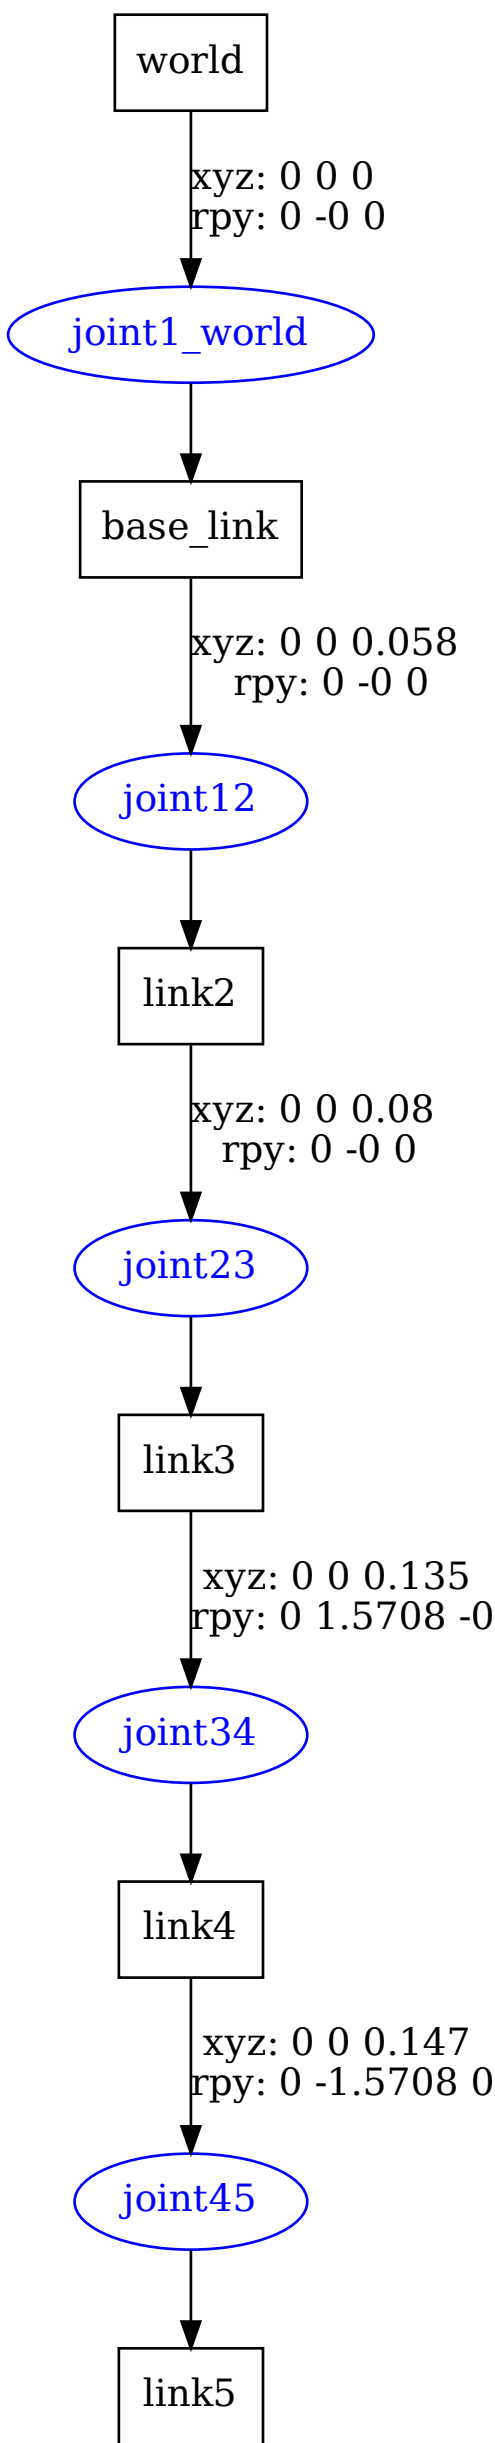 world
xyz: 0 0 0
rpy: 0 -0 0
joint1_world
base_link
xyz: 0 0 0.058
rpy: 0 -0 0
joint12
link2
xyz: 0 0 0.08
rpy: 0 -0 0
joint23
link3
xyz: 0 0 0.135
rpy: 0 1.5708 -0
joint34
link4
xyz: 0 0 0.147
rpy: 0 -1.5708 0
joint45
link5